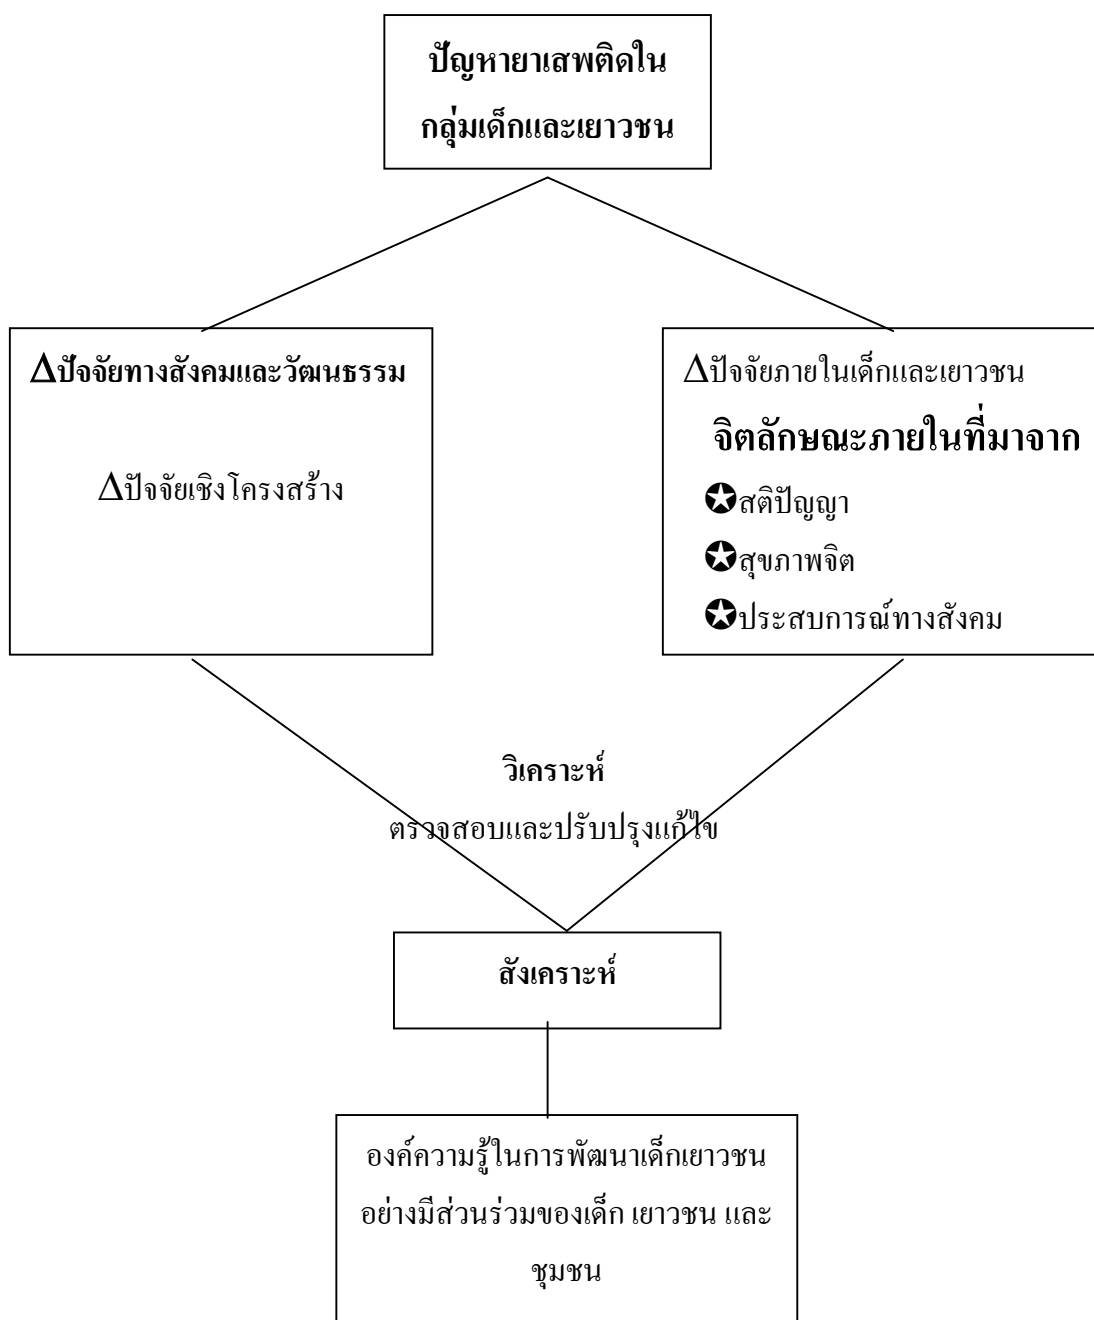 ปัญหายาเสพติดใน
กลุ่มเด็กและเยาวชน
∆ปัจจัยทางสังคมและวัฒนธรรม
∆ปัจจัยเชิงโครงสร้าง
∆ปัจจัยภายในเด็กและเยาวชน
จิตลักษณะภายในที่มาจาก
✪สติปัญญา
✪สุขภาพจิต
✪ประสบการณ์ทางสังคม
วิเคราะห์
ตรวจสอบและปรับปรุงแก้ไข
สังเคราะห์
องค์ความรู้ในการพัฒนาเด็กเยาวชน
อย่างมีส่วนร่วมของเด็ก เยาวชน และ
ชุมชน